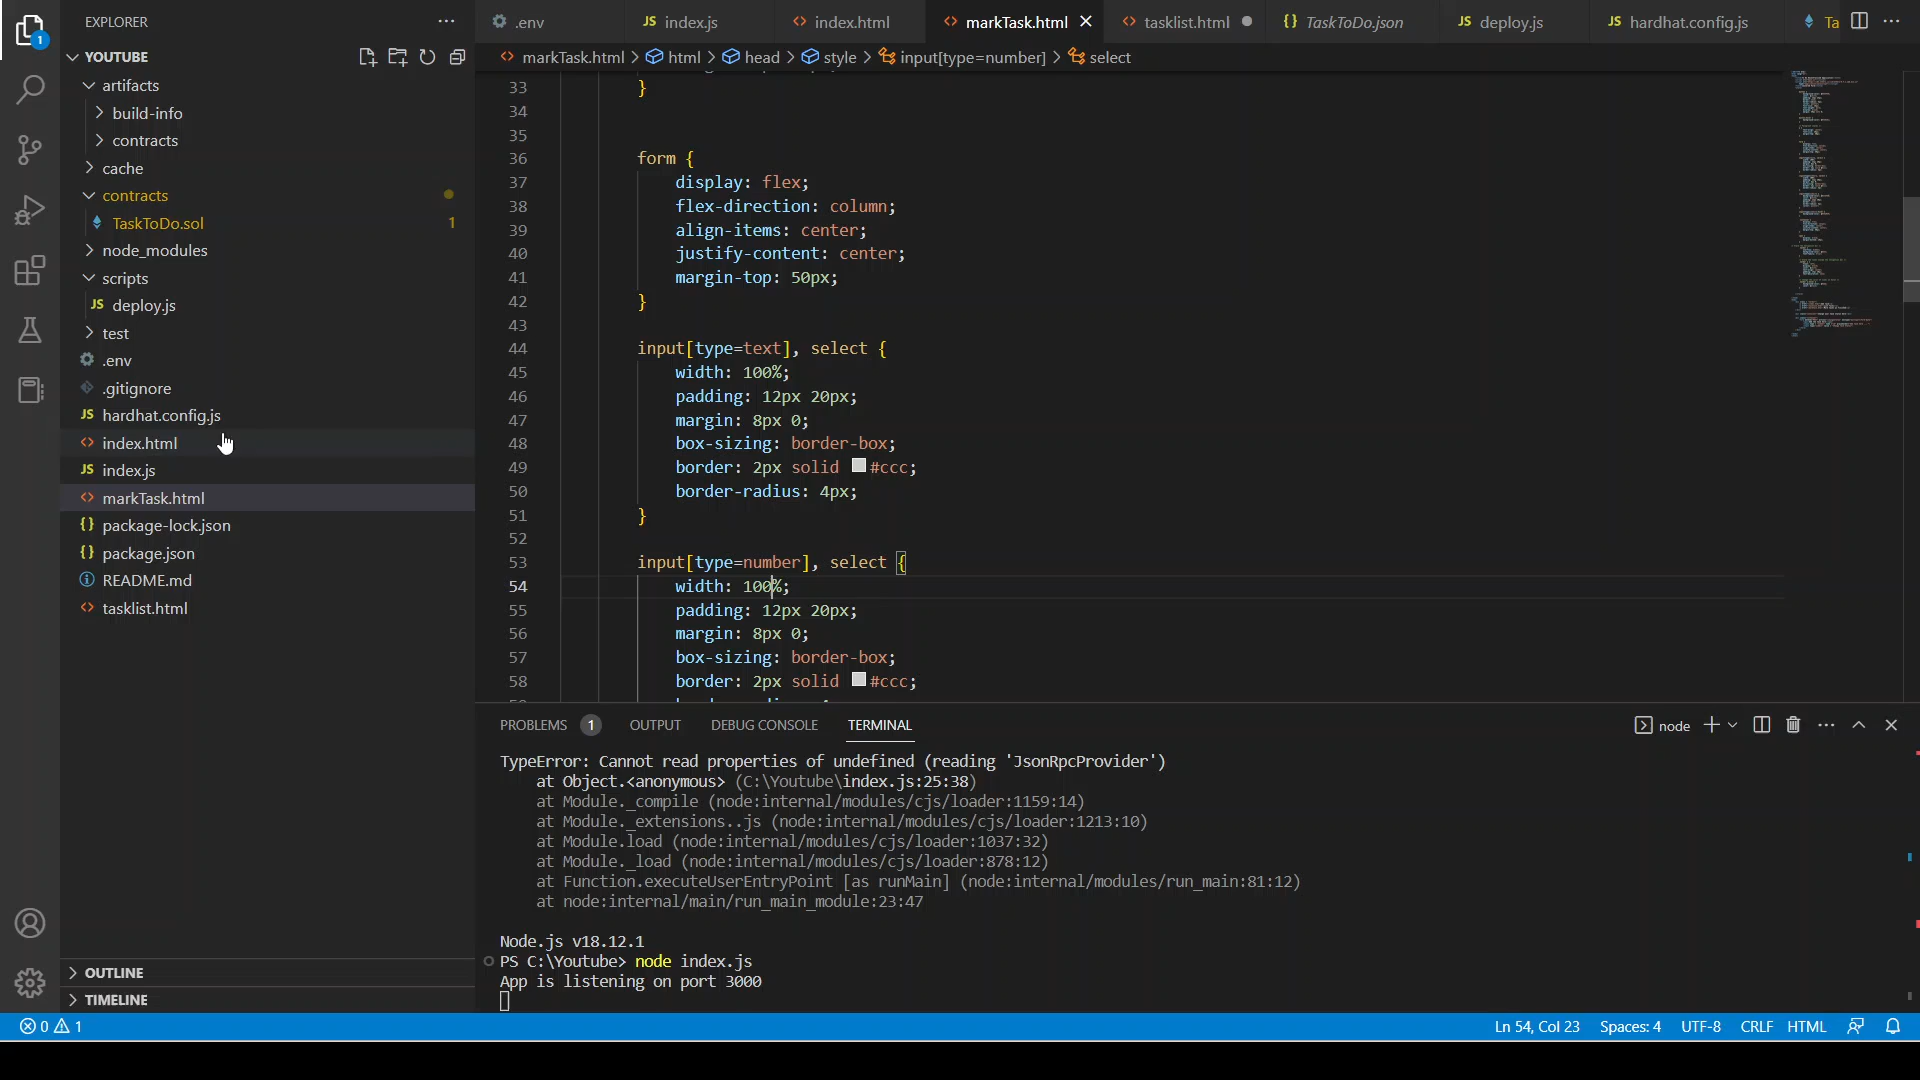 EXPLORER
.env
JS index.js
index.html
markTask.html
tasklist.html
TaskToDo.json
JS deploy.js
JS hardhat.config.js
Ta
1
YOUTUBE
markTask.html > html > head > style > input[type=number] > select
artifacts
build-info
contracts
cache
contracts
TaskToDo.sol 1
node_modules
scripts
JS deploy.js
test
.env
.gitignore
JS hardhat.config.js
index.html
JS index.js
markTask.html
{} package-lock.json
{} package.json
README.md
tasklist.html
OUTLINE
TIMELINE
33 }
34
35
36 form {
37 display: flex;
38 flex-direction: column;
39 align-items: center;
40 justify-content: center;
41 margin-top: 50px;
42 }
43
44 input[type=text], select {
45 width: 100%;
46 padding: 12px 20px;
47 margin: 8px 0;
48 box-sizing: border-box;
49 border: 2px solid #ccc;
50 border-radius: 4px;
51 }
52
53 input[type=number], select {
54 width: 100%;
55 padding: 12px 20px;
56 margin: 8px 0;
57 box-sizing: border-box;
58 border: 2px solid #ccc;
PROBLEMS 1 OUTPUT DEBUG CONSOLE TERMINAL
node
TypeError: Cannot read properties of undefined (reading 'JsonRpcProvider')
at Object.<anonymous> (C:\Youtube\index.js:25:38)
at Module._compile (node:internal/modules/cjs/loader:1159:14)
at Module._extensions..js (node:internal/modules/cjs/loader:1213:10)
at Module.load (node:internal/modules/cjs/loader:1037:32)
at Module._load (node:internal/modules/cjs/loader:878:12)
at Function.executeUserEntryPoint [as runMain] (node:internal/modules/run_main:81:12)
at node:internal/main/run_main_module:23:47
Node.js v18.12.1
PS C:\Youtube> node index.js
App is listening on port 3000
0 1
Ln 54, Col 23 Spaces: 4 UTF-8 CRLF HTML